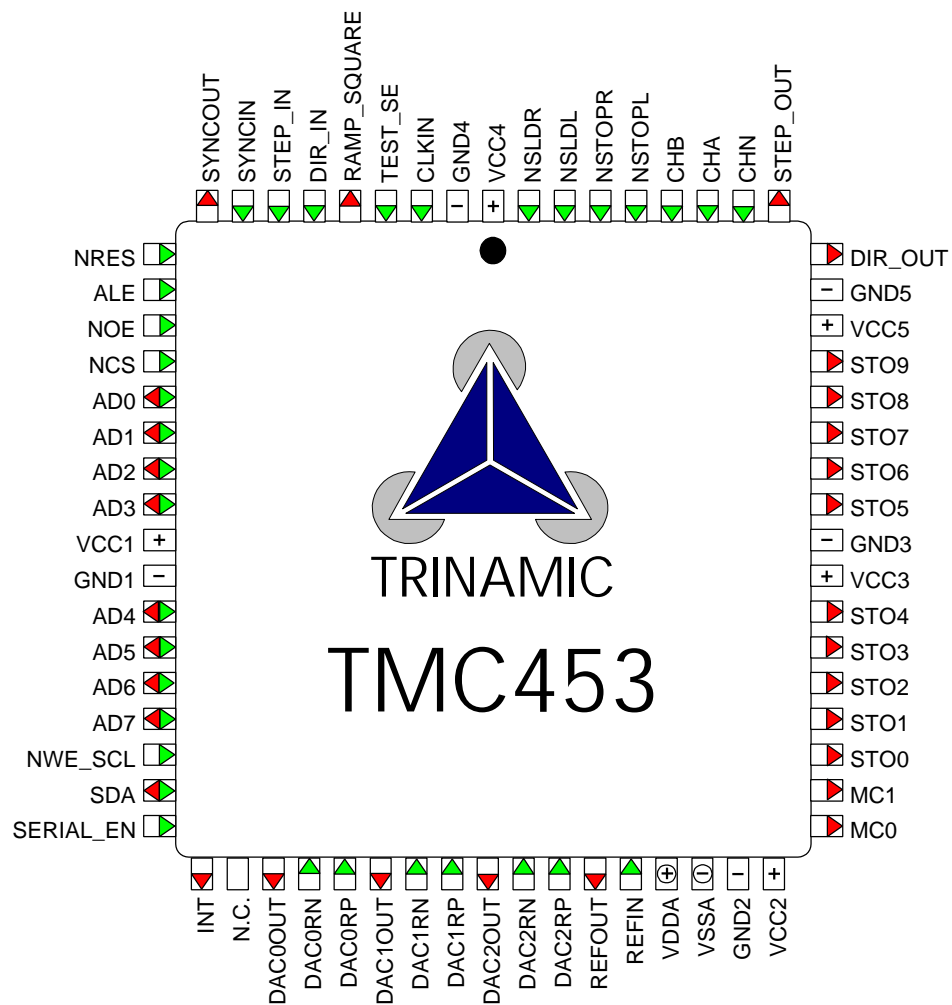 SYNCOUT
SYNCIN
STEP_IN
DIR_IN
RAMP_SQUARE
TEST_SE
CLKIN
GND4
VCC4
NSLDR
NSLDL
NSTOPR
NSTOPL
CHB
CHA
CHN
STEP_OUT
NRES
ALE
NOE
NCS
AD0
AD1
AD2
AD3
VCC1
GND1
AD4
AD5
AD6
AD7
NWE_SCL
SDA
SERIAL_EN
TRINAMIC
TMC453
DIR_OUT
GND5
VCC5
STO9
STO8
STO7
STO6
STO5
GND3
VCC3
STO4
STO3
STO2
STO1
STO0
MC1
MC0
INT
N.C.
DAC0OUT
DAC0RN
DAC0RP
DAC1OUT
DAC1RN
DAC1RP
DAC2OUT
DAC2RN
DAC2RP
REFOUT
REFIN
VDDA
VSSA
GND2
VCC2